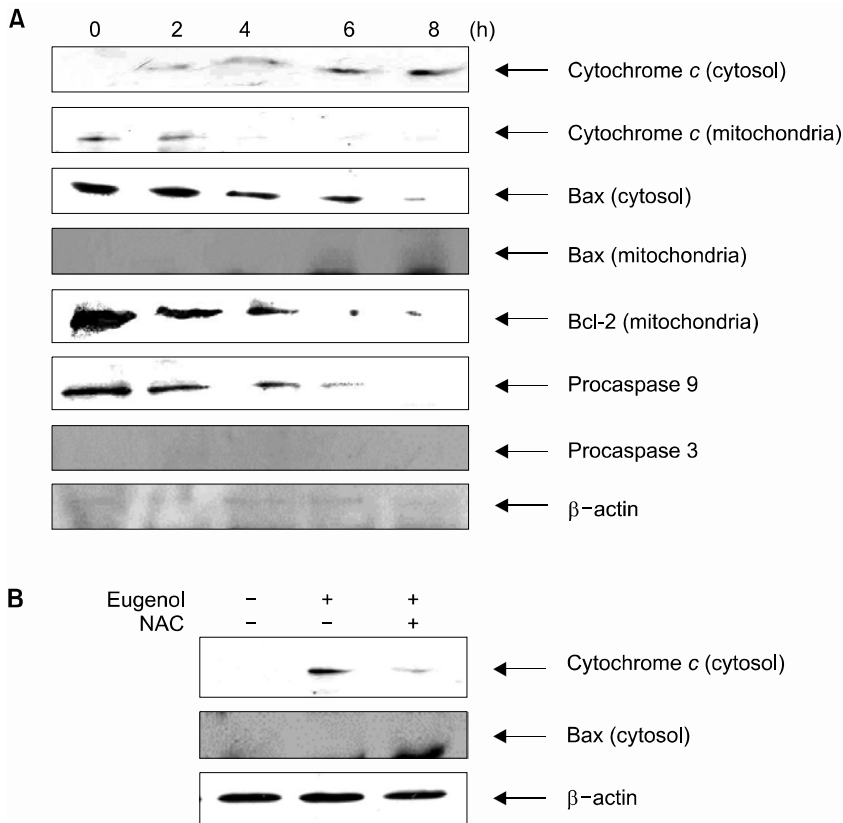 A
0 2 4 6 8 (h)
Cytochrome c (cytosol)
Cytochrome c (mitochondria)
Bax (cytosol)
Bax (mitochondria)
Bcl-2 (mitochondria)
Procaspase 9
Procaspase 3
β-actin
B
Eugenol − + +
NAC − − +
Cytochrome c (cytosol)
Bax (cytosol)
β-actin